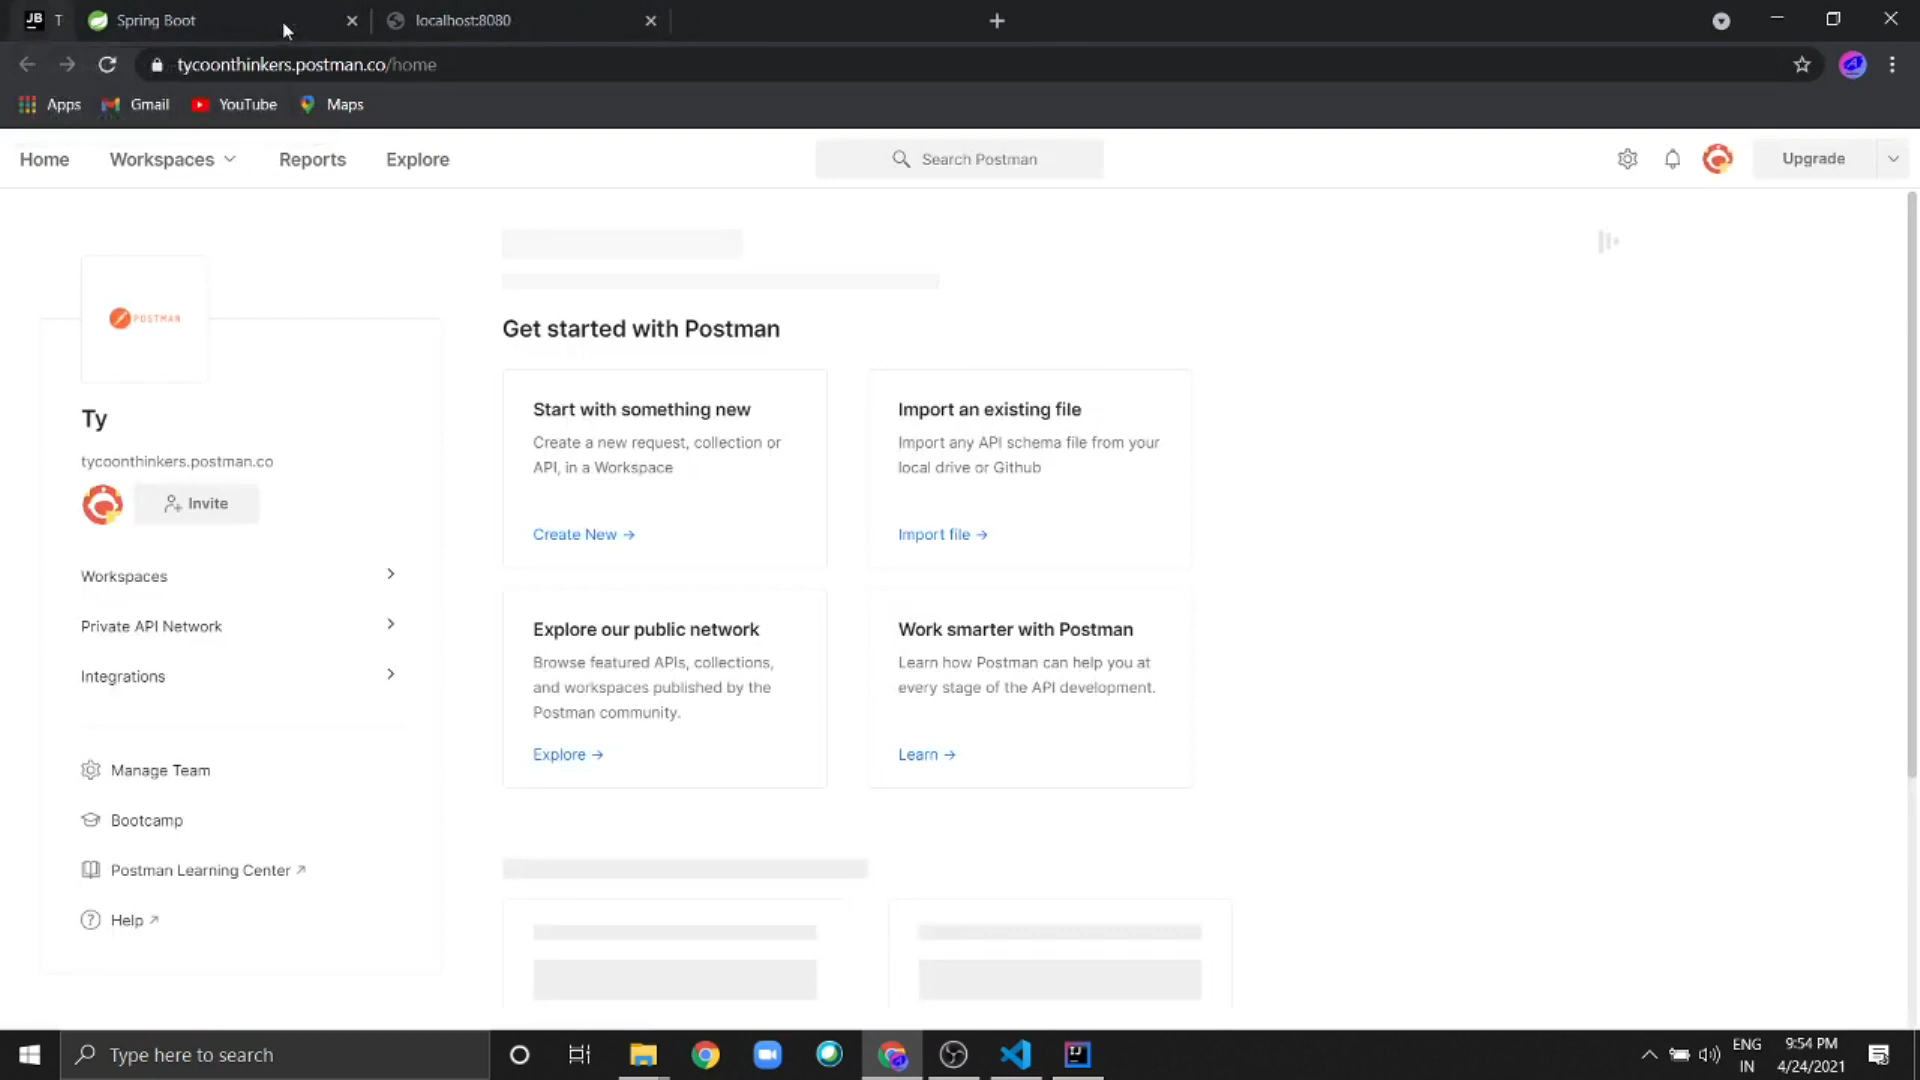 JB T Spring Boot localhost:8080
tycoonthinkers.postman.co/home
Apps Gmail YouTube Maps
Home Workspaces Reports Explore Search Postman Upgrade
POSTMAN
Ty
tycoonthinkers.postman.co
Invite
Workspaces
Private API Network
Integrations
Manage Team
Bootcamp
Postman Learning Center
Help
Get started with Postman
Start with something new
Create a new request, collection or
API, in a Workspace
Create New →
Import an existing file
Import any API schema file from your
local drive or Github
Import file →
Explore our public network
Browse featured APIs, collections,
and workspaces published by the
Postman community.
Explore →
Work smarter with Postman
Learn how Postman can help you at
every stage of the API development.
Learn →
Type here to search
ENG
IN
9:54 PM
4/24/2021